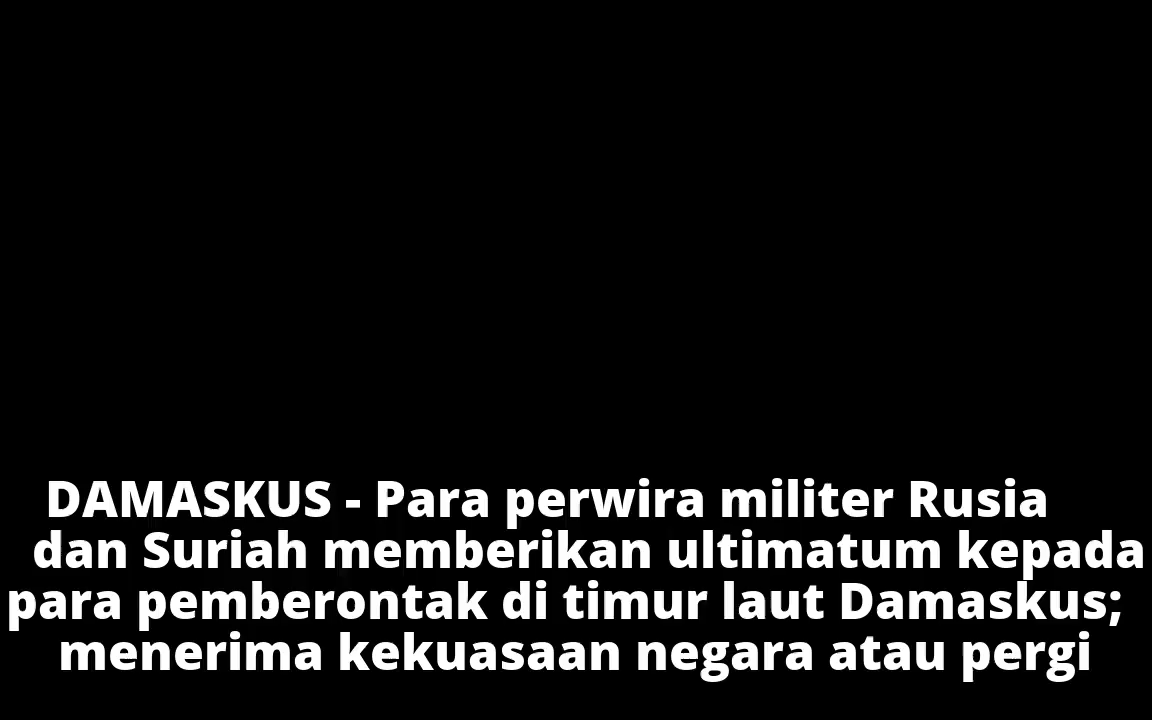 DAMASKUS - Para perwira militer Rusia
dan Suriah memberikan ultimatum kepada
para pemberontak di timur laut Damaskus;
menerima kekuasaan negara atau pergi